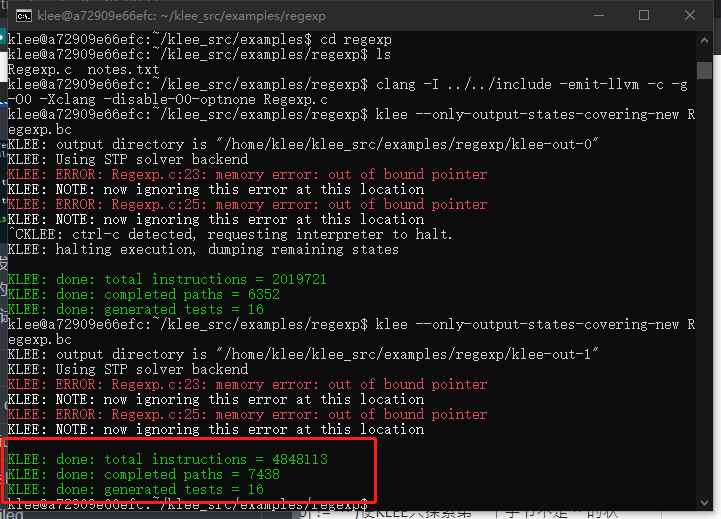 klee@a72909e66efc: ~/klee_src/examples/regexp
klee@a72909e66efc:~/klee_src/examples$ cd regexp
klee@a72909e66efc:~/klee_src/examples/regexp$ ls
Regexp.c  notes.txt
klee@a72909e66efc:~/klee_src/examples/regexp$ clang -I ../../include -emit-llvm -c -g
-O0 -Xclang -disable-O0-optnone Regexp.c
klee@a72909e66efc:~/klee_src/examples/regexp$ klee --only-output-states-covering-new R
egexp.bc
KLEE: output directory is "/home/klee/klee_src/examples/regexp/klee-out-0"
KLEE: Using STP solver backend
KLEE: ERROR: Regexp.c:23: memory error: out of bound pointer
KLEE: NOTE: now ignoring this error at this location
KLEE: ERROR: Regexp.c:25: memory error: out of bound pointer
KLEE: NOTE: now ignoring this error at this location
^CKLEE: ctrl-c detected, requesting interpreter to halt.
KLEE: halting execution, dumping remaining states
KLEE: done: total instructions = 2019721
KLEE: done: completed paths = 6352
KLEE: done: generated tests = 16
klee@a72909e66efc:~/klee_src/examples/regexp$ klee --only-output-states-covering-new R
egexp.bc
KLEE: output directory is "/home/klee/klee_src/examples/regexp/klee-out-1"
KLEE: Using STP solver backend
KLEE: ERROR: Regexp.c:23: memory error: out of bound pointer
KLEE: NOTE: now ignoring this error at this location
KLEE: ERROR: Regexp.c:25: memory error: out of bound pointer
KLEE: NOTE: now ignoring this error at this location
KLEE: done: total instructions = 4848113
KLEE: done: completed paths = 7438
KLEE: done: generated tests = 16
klee@a72909e66efc:~/klee_src/examples/regexp$